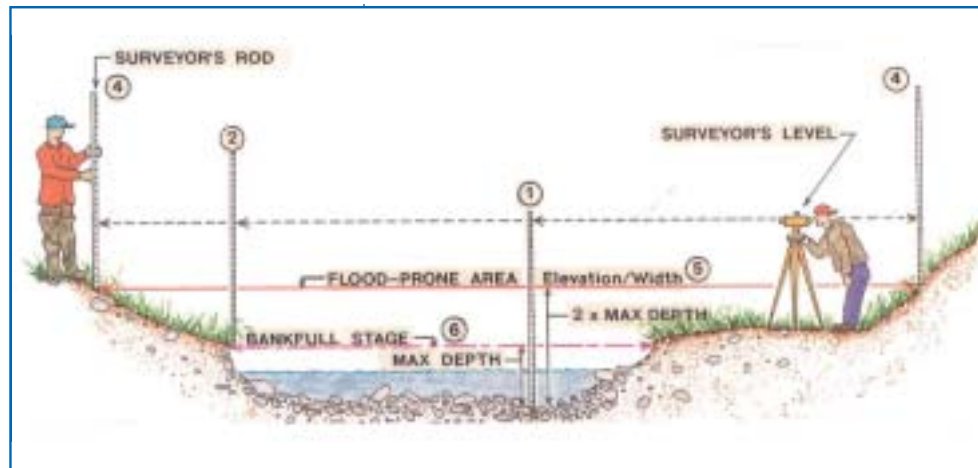 SURVEYOR'S ROD
4
4
2
SURVEYOR'S LEVEL
1
FLOOD-PRONE AREA Elevation/Width 5
2 x MAX DEPTH
BANKFULL STAGE 6
MAX DEPTH